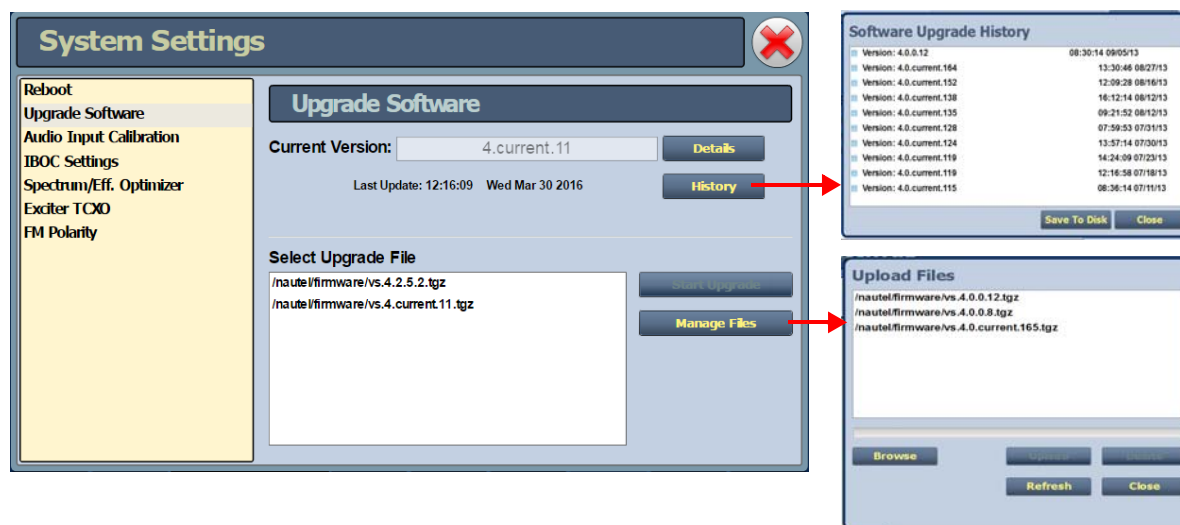 System Settings
Reboot
Upgrade Software
Audio Input Calibration
IBOC Settings
Spectrum/Eff. Optimizer
Exciter TCXO
FM Polarity
Upgrade Software
Current Version: 4.current.11 Details
Last Update: 12:16:09 Wed Mar 30 2016 History
Select Upgrade File
/nautel/firmware/vs.4.2.5.2.tgz
/nautel/firmware/vs.4.current.11.tgz
Start Upgrade
Manage Files
Software Upgrade History
Version: 4.0.0.12 08:30:14 09/05/13
Version: 4.0.current.164 13:30:46 08/27/13
Version: 4.0.current.152 12:09:28 08/16/13
Version: 4.0.current.138 16:12:14 08/12/13
Version: 4.0.current.135 09:21:52 08/12/13
Version: 4.0.current.128 07:59:53 07/31/13
Version: 4.0.current.124 13:57:14 07/30/13
Version: 4.0.current.119 14:24:09 07/23/13
Version: 4.0.current.119 12:16:58 07/18/13
Version: 4.0.current.115 08:36:14 07/11/13
Save To Disk Close
Upload Files
/nautel/firmware/vs.4.0.0.12.tgz
/nautel/firmware/vs.4.0.0.8.tgz
/nautel/firmware/vs.4.0.current.165.tgz
Browse Upload Delete
Refresh Close